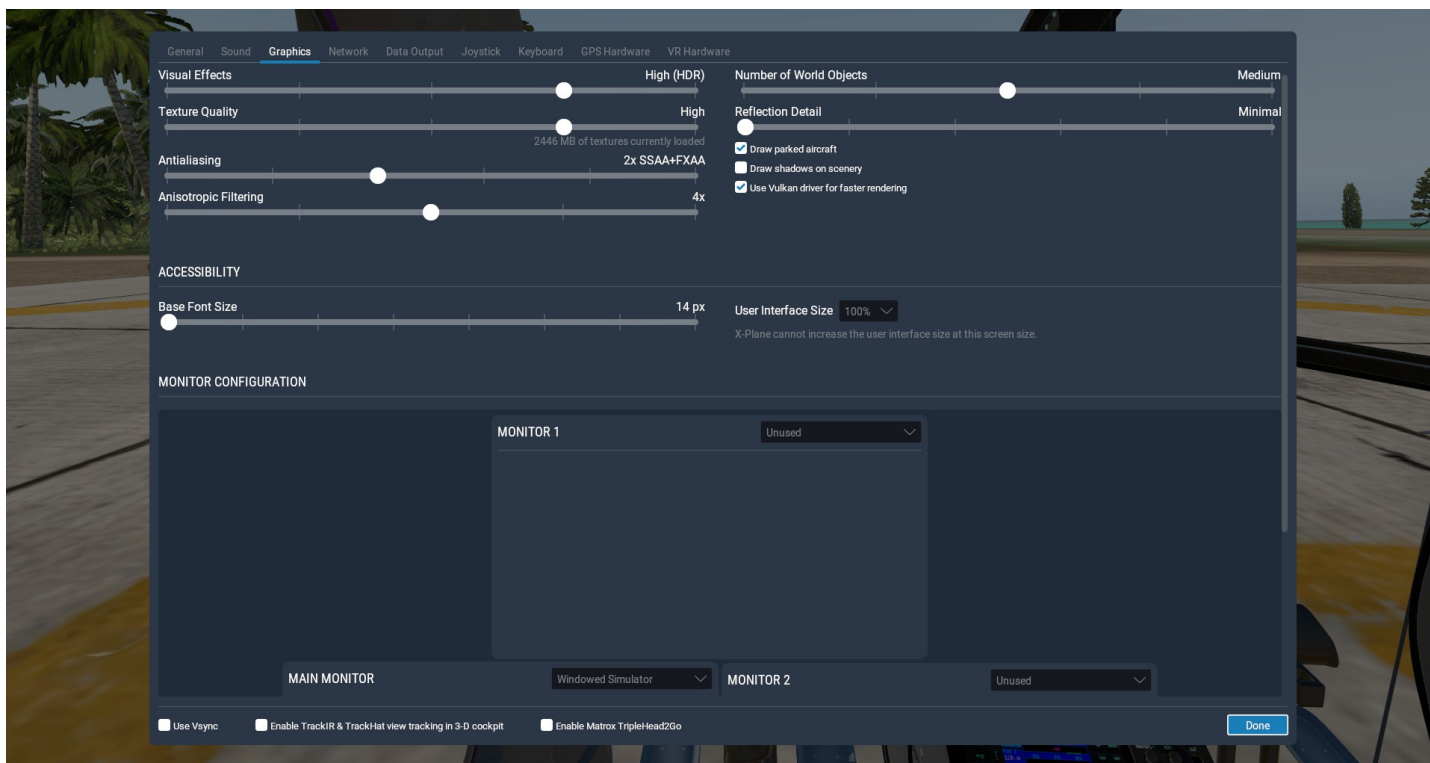 General Sound Graphics Network Data Output Joystick Keyboard GPS Hardware VR Hardware
Visual Effects High (HDR)
Texture Quality High
2446 MB of textures currently loaded
Antialiasing 2x SSAA+FXAA
Anisotropic Filtering 4x
Number of World Objects Medium
Reflection Detail Minimal
Draw parked aircraft
Draw shadows on scenery
Use Vulkan driver for faster rendering
ACCESSIBILITY
Base Font Size 14 px
User Interface Size 100%
X-Plane cannot increase the user interface size at this screen size.
MONITOR CONFIGURATION
MONITOR 1 Unused
MAIN MONITOR Windowed Simulator
MONITOR 2 Unused
Use Vsync Enable TrackIR & TrackHat view tracking in 3-D cockpit Enable Matrox TripleHead2Go Done